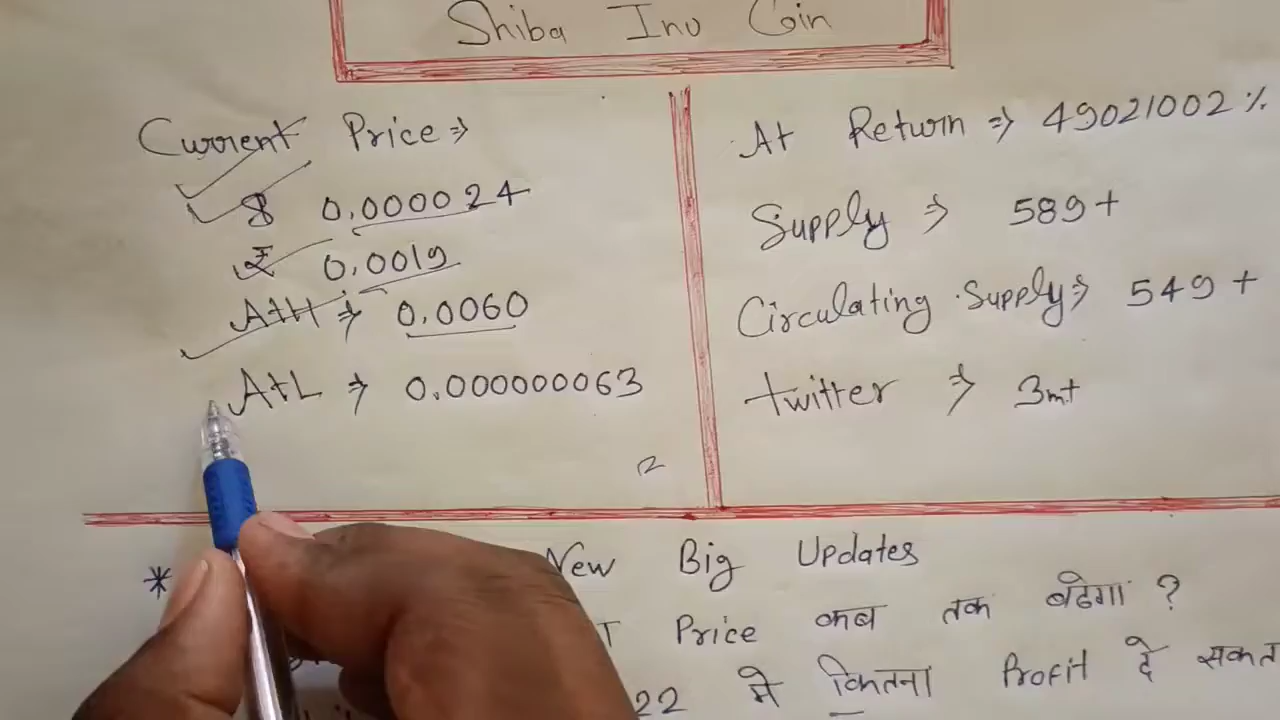 Shiba Inu Coin
Current Price ⇒
$ 0.000024
₹ 0.0019
AtH ⇒ 0.0060
AtL ⇒ 0.000000063
At Return ⇒ 49021002 %
Supply ⇒ 589+
Circulating Supply ⇒ 549+
twitter ⇒ 3m+
* New Big Updates
Price कब तक बढेगा ?
22 मे कितना Profit दे सकता